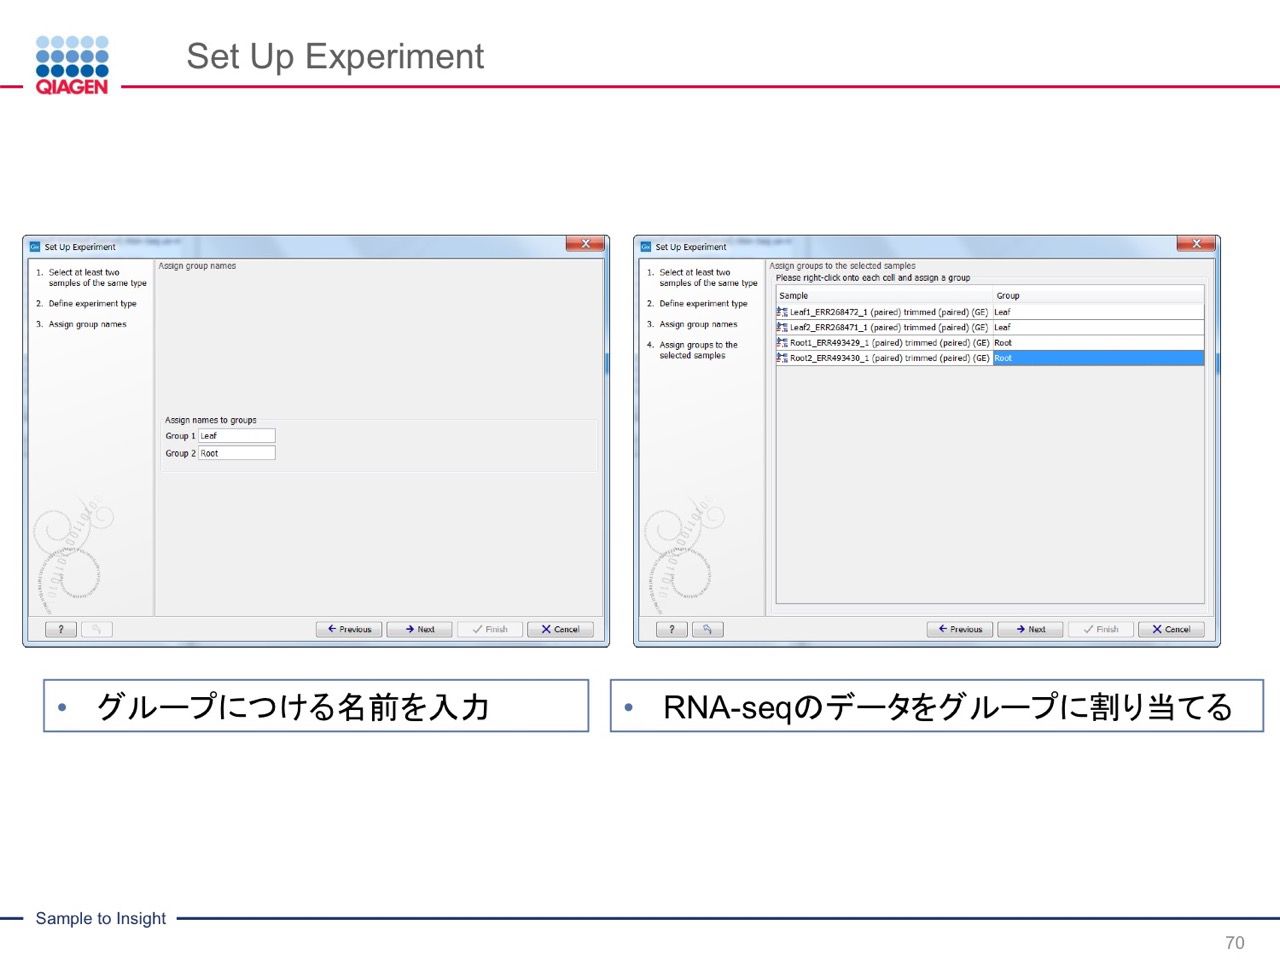 Set Up Experiment
QIAGEN
Set Up Experiment
1. Select at least two
samples of the same type
2. Define experiment type
3. Assign group names
Assign group names
Assign names to groups
Group 1 Leaf
Group 2 Root
? Previous Next Finish Cancel
Set Up Experiment
1. Select at least two
samples of the same type
2. Define experiment type
3. Assign group names
4. Assign groups to the
selected samples
Assign groups to the selected samples
Please right-click onto each cell and assign a group
Sample Group
Leaf1_ERR268472_1 (paired) trimmed (paired) (GE) Leaf
Leaf2_ERR268471_1 (paired) trimmed (paired) (GE) Leaf
Root1_ERR493429_1 (paired) trimmed (paired) (GE) Root
Root2_ERR493430_1 (paired) trimmed (paired) (GE) Root
? Previous Next Finish Cancel
• グループにつける名前を入力
• RNA-seqのデータをグループに割り当てる
Sample to Insight
70